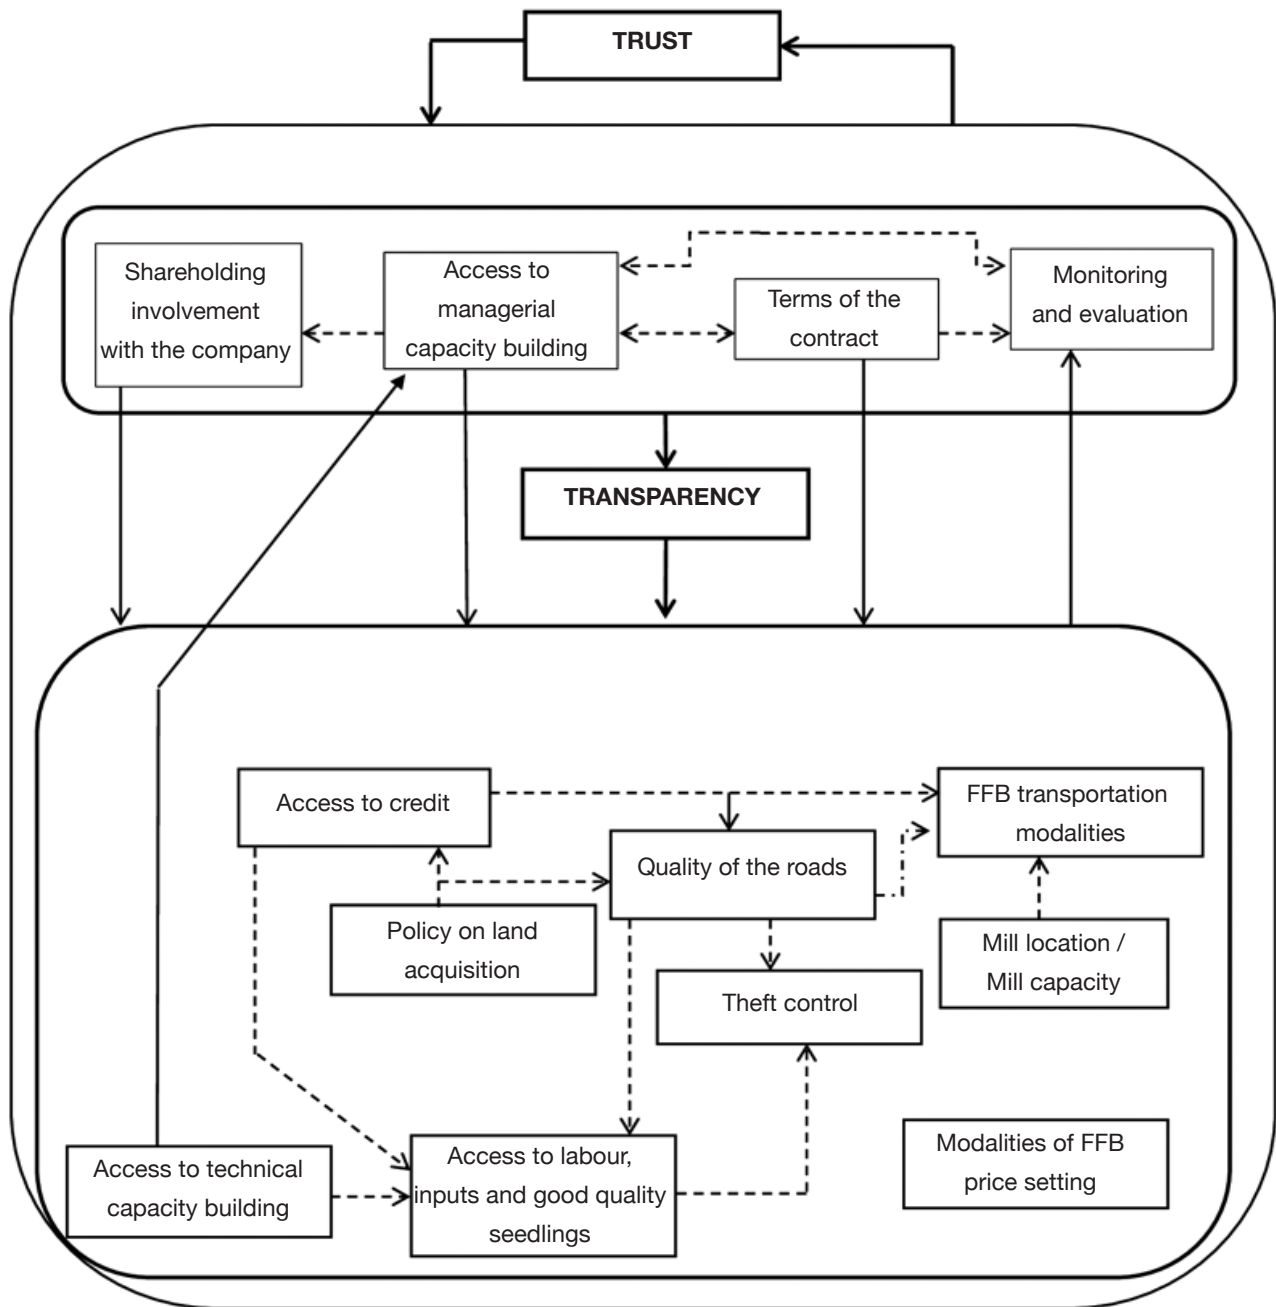 TRUST
Shareholding
involvement
with the company
Access to
managerial
capacity building
Terms of the
contract
Monitoring
and evaluation
TRANSPARENCY
Access to credit
FFB transportation
modalities
Quality of the roads
Policy on land
acquisition
Mill location /
Mill capacity
Theft control
Access to technical
capacity building
Access to labour,
inputs and good quality
seedlings
Modalities of FFB
price setting